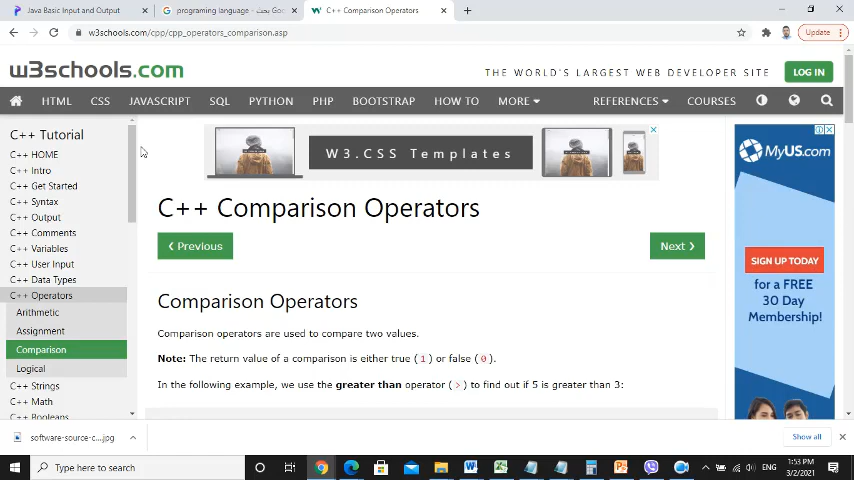 Java Basic Input and Output
programing language - بحث Goo
C++ Comparison Operators
w3schools.com/cpp/cpp_operators_comparison.asp
Update
w3schools.com
THE WORLD'S LARGEST WEB DEVELOPER SITE
LOG IN
HTML CSS JAVASCRIPT SQL PYTHON PHP BOOTSTRAP HOW TO MORE REFERENCES COURSES
C++ Tutorial
C++ HOME
C++ Intro
C++ Get Started
C++ Syntax
C++ Output
C++ Comments
C++ Variables
C++ User Input
C++ Data Types
C++ Operators
Arithmetic
Assignment
Comparison
Logical
C++ Strings
C++ Math
C++ Booleans
W3.CSS Templates
C++ Comparison Operators
❮ Previous
Next ❯
Comparison Operators
Comparison operators are used to compare two values.
Note: The return value of a comparison is either true (1) or false (0).
In the following example, we use the greater than operator (>) to find out if 5 is greater than 3:
MyUS.com
SIGN UP TODAY
for a FREE
30 Day
Membership!
software-source-c....jpg
Show all
Type here to search
ENG
1:53 PM
3/2/2021